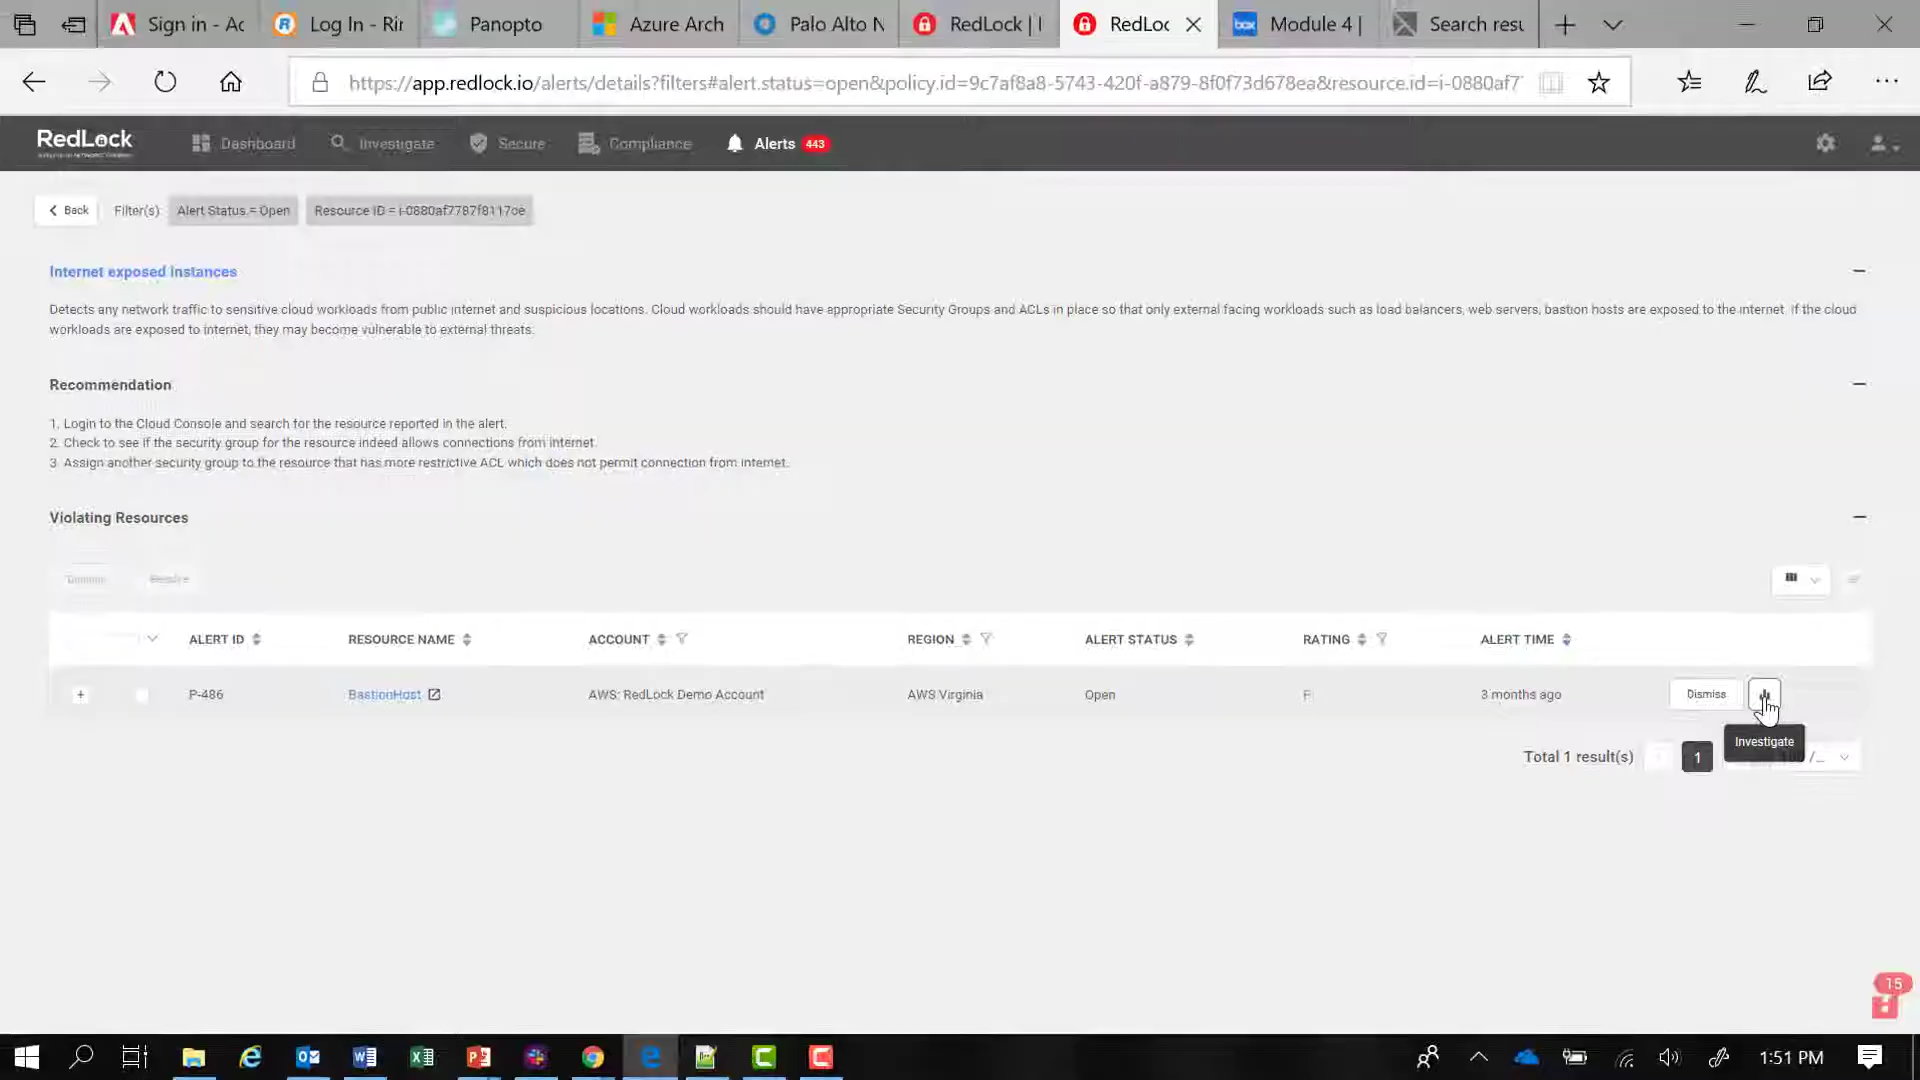 Sign in - Ac
Log In - Rin
Panopto
Azure Arch
Palo Alto N
RedLock |
RedLoc
box
Module 4 |
Search resu
https://app.redlock.io/alerts/details?filters#alert.status=open&policy.id=9c7af8a8-5743-420f-a879-8f0f73d678ea&resource.id=i-0880af7
RedLock
Dashboard
Investigate
Secure
Compliance
Alerts 443
Back
Filter(s):
Alert Status = Open
Resource ID = i-0880af7787f8117oe
Internet exposed instances
Detects any network traffic to sensitive cloud workloads from public internet and suspicious locations. Cloud workloads should have appropriate Security Groups and ACLs in place so that only external facing workloads such as load balancers, web servers, bastion hosts are exposed to the internet. If the cloud
workloads are exposed to internet, they may become vulnerable to external threats.
Recommendation
1. Login to the Cloud Console and search for the resource reported in the alert.
2. Check to see if the security group for the resource indeed allows connections from internet.
3. Assign another security group to the resource that has more restrictive ACL which does not permit connection from internet.
Violating Resources
Dismiss
Resolve
ALERT ID
RESOURCE NAME
ACCOUNT
REGION
ALERT STATUS
RATING
ALERT TIME
+
P-486
BastionHost
AWS: RedLock Demo Account
AWS Virginia
Open
F
3 months ago
Dismiss
Investigate
Total 1 result(s)
1
15
1:51 PM